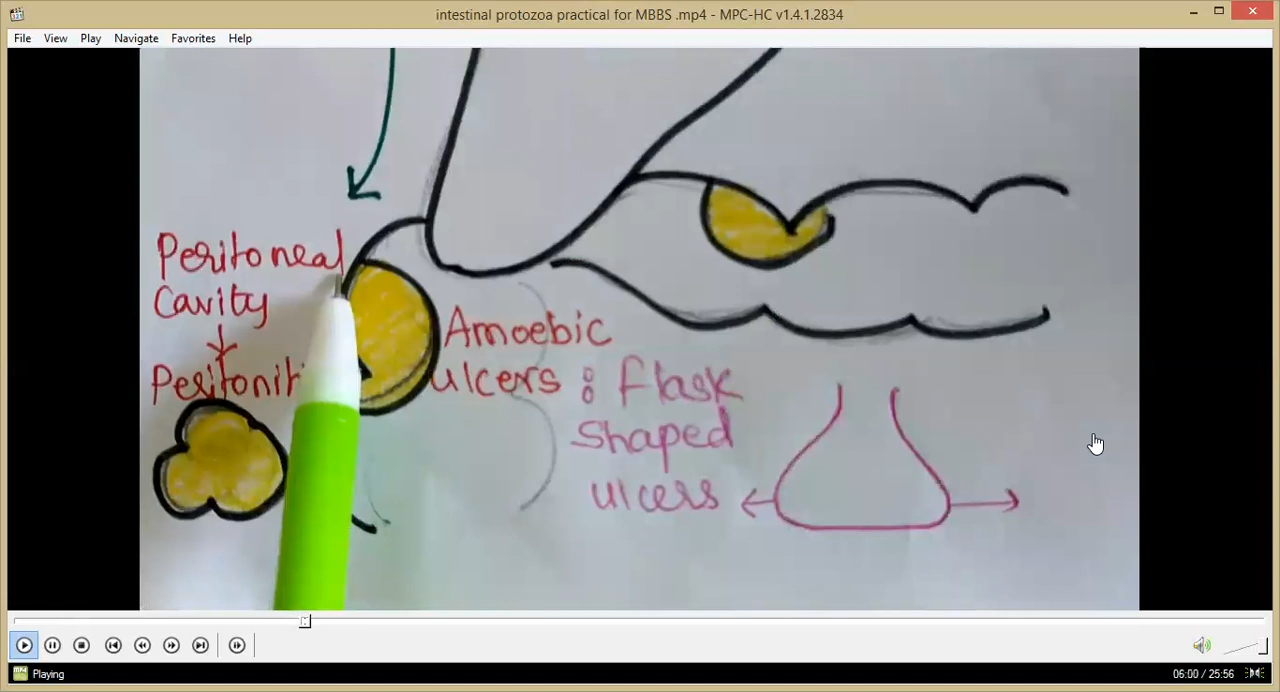 intestinal protozoa practical for MBBS .mp4 - MPC-HC v1.4.1.2834
File View Play Navigate Favorites Help
Peritoneal
Cavity
Peritonit
Amoebic
ulcers : flask
shaped
ulcers
Playing
06:00 / 25:56